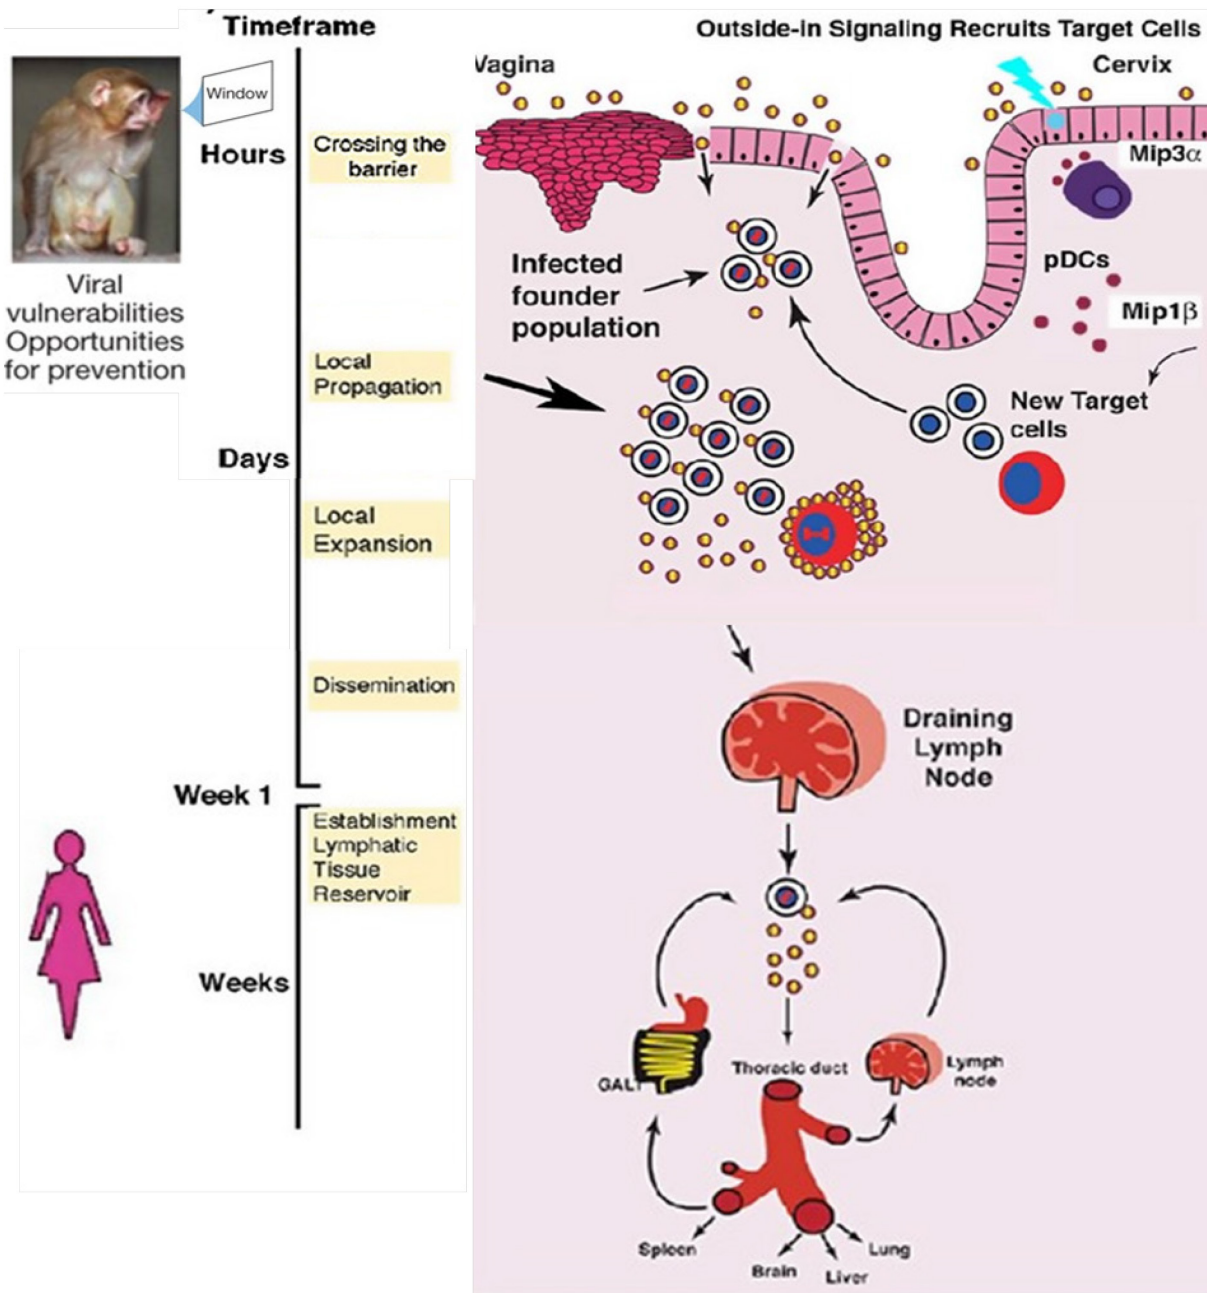 Timeframe
Outside-in Signaling Recruits Target Cells
Vagina
Cervix
Window
Hours
Crossing the
barrier
Mip3α
Viral
vulnerabilities
Opportunities
for prevention
Infected
founder
population
pDCs
Mip1β
Local
Propagation
New Target
cells
Days
Local
Expansion
Dissemination
Draining
Lymph
Node
Week 1
Establishment
Lymphatic
Tissue
Reservoir
Weeks
GALT
Thoracic duct
Lymph
node
Spleen
Brain
Liver
Lung